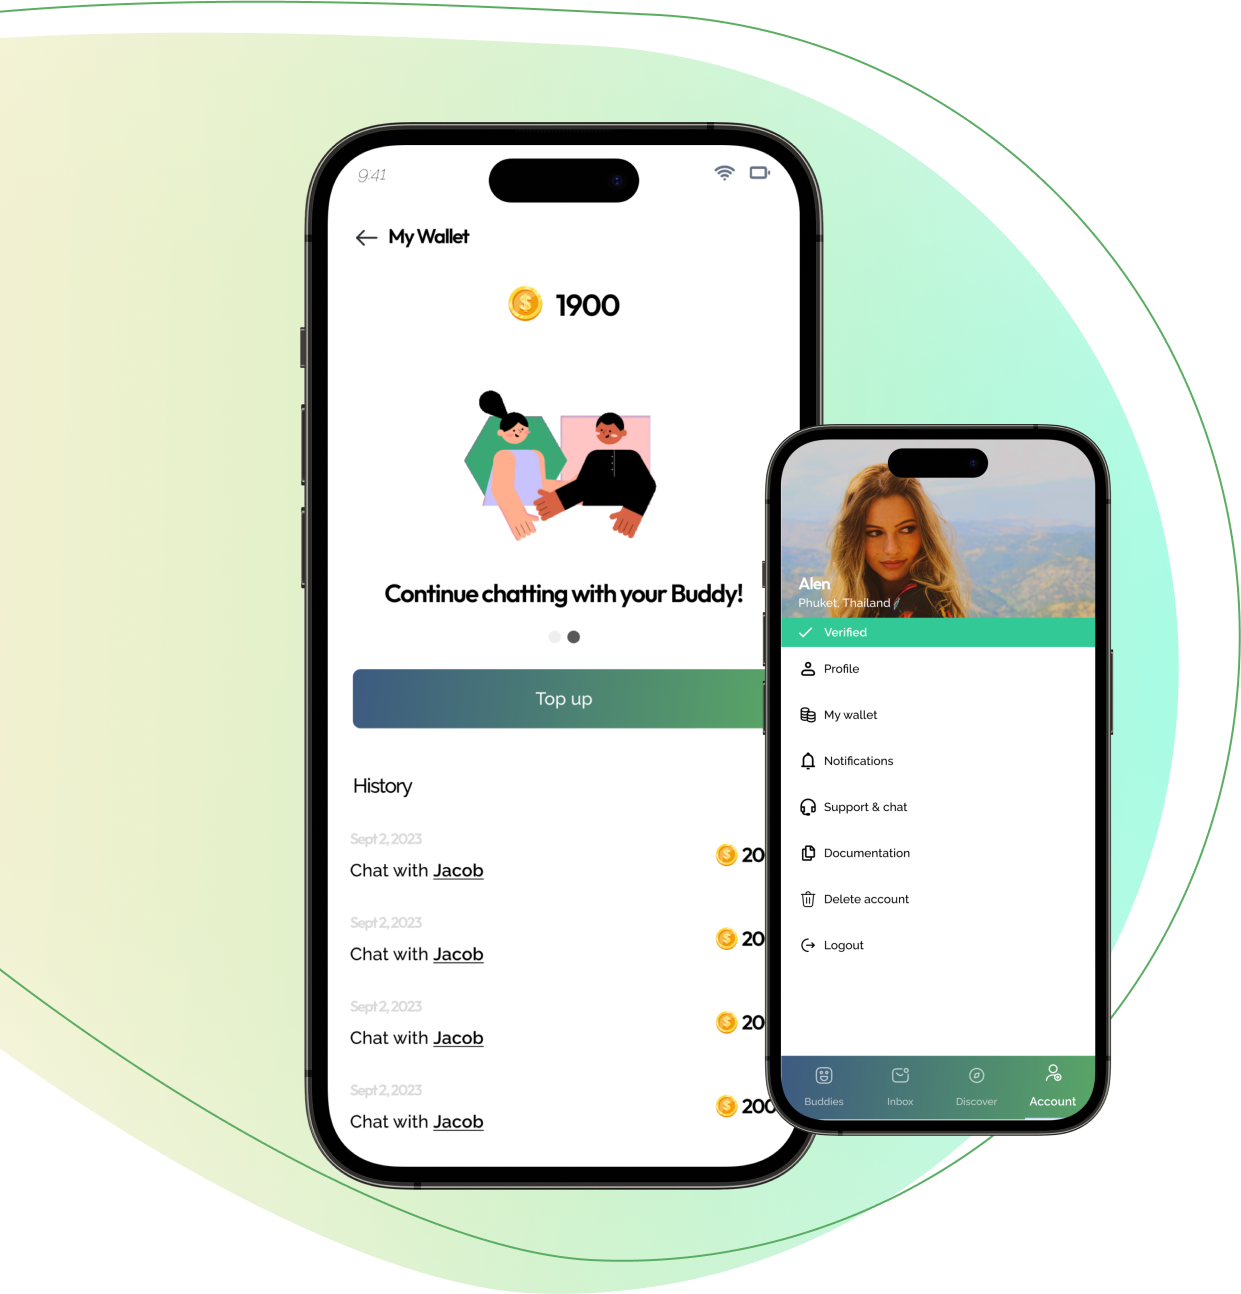 9:41
My Wallet
1900
Continue chatting with your Buddy!
Top up
History
Sept 2, 2023
Chat with Jacob
20
Sept 2, 2023
Chat with Jacob
20
Sept 2, 2023
Chat with Jacob
20
Sept 2, 2023
Chat with Jacob
200
Alen
Phuket, Thailand
Verified
Profile
My wallet
Notifications
Support & chat
Documentation
Delete account
Logout
Buddies
Inbox
Discover
Account